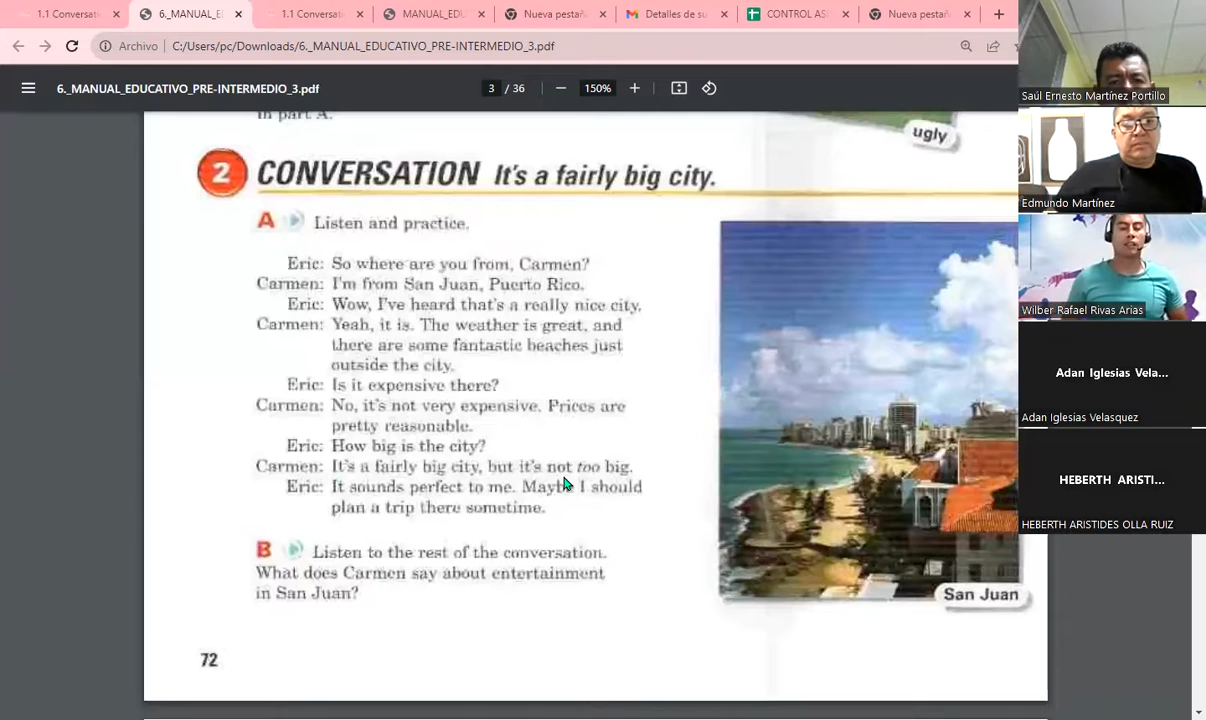 1.1 Conversat
6._MANUAL_E
1.1 Conversat
MANUAL_EDU
Nueva pestañ
Detalles de su
CONTROL AS
Nueva pestañ
Archivo
C:/Users/pc/Downloads/6._MANUAL_EDUCATIVO_PRE-INTERMEDIO_3.pdf
6._MANUAL_EDUCATIVO_PRE-INTERMEDIO_3.pdf
3 / 36
150%
in part A.
ugly
2 CONVERSATION It's a fairly big city.
A Listen and practice.
Eric: So where are you from, Carmen?
Carmen: I'm from San Juan, Puerto Rico.
Eric: Wow, I've heard that's a really nice city.
Carmen: Yeah, it is. The weather is great, and
there are some fantastic beaches just
outside the city.
Eric: Is it expensive there?
Carmen: No, it's not very expensive. Prices are
pretty reasonable.
Eric: How big is the city?
Carmen: It's a fairly big city, but it's not too big.
Eric: It sounds perfect to me. Maybe I should
plan a trip there sometime.
B Listen to the rest of the conversation.
What does Carmen say about entertainment
in San Juan?
San Juan
72
Saúl Ernesto Martínez Portillo
Edmundo Martínez
Wilber Rafael Rivas Arias
Adan Iglesias Vela...
Adan Iglesias Velasquez
HEBERTH ARISTI...
HEBERTH ARISTIDES OLLA RUIZ